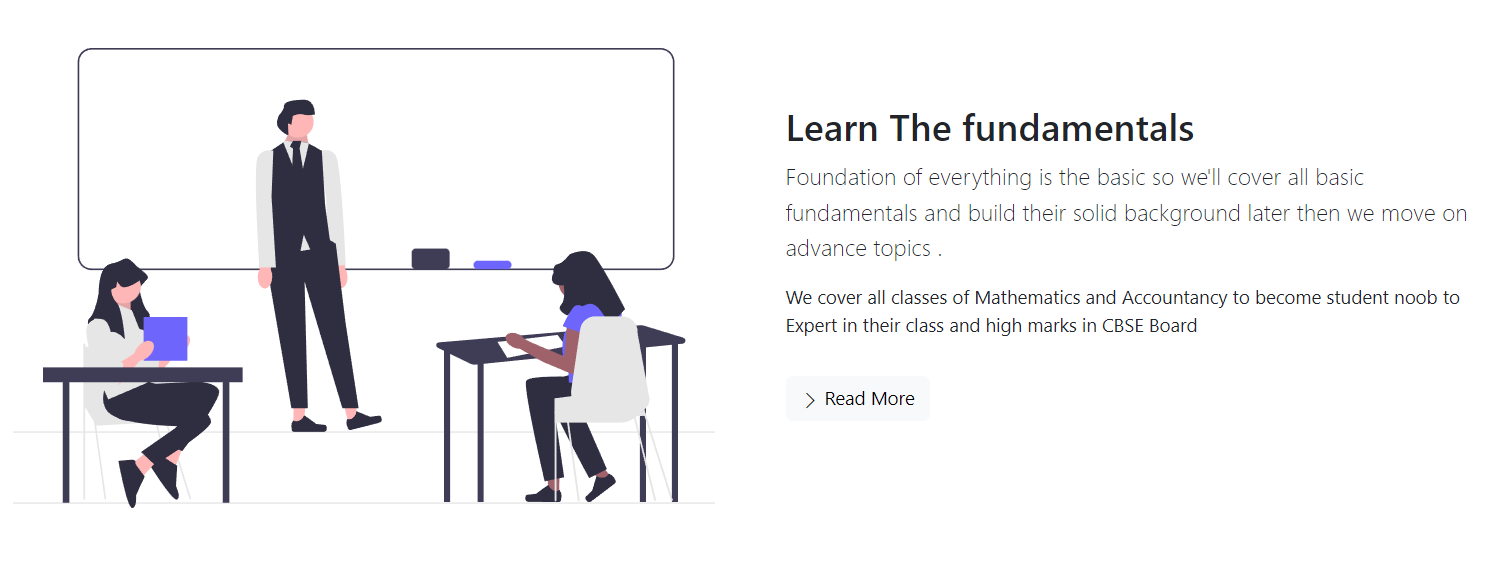 Learn The fundamentals
Foundation of everything is the basic so we'll cover all basic
fundamentals and build their solid background later then we move on
advance topics .
We cover all classes of Mathematics and Accountancy to become student noob to
Expert in their class and high marks in CBSE Board
Read More